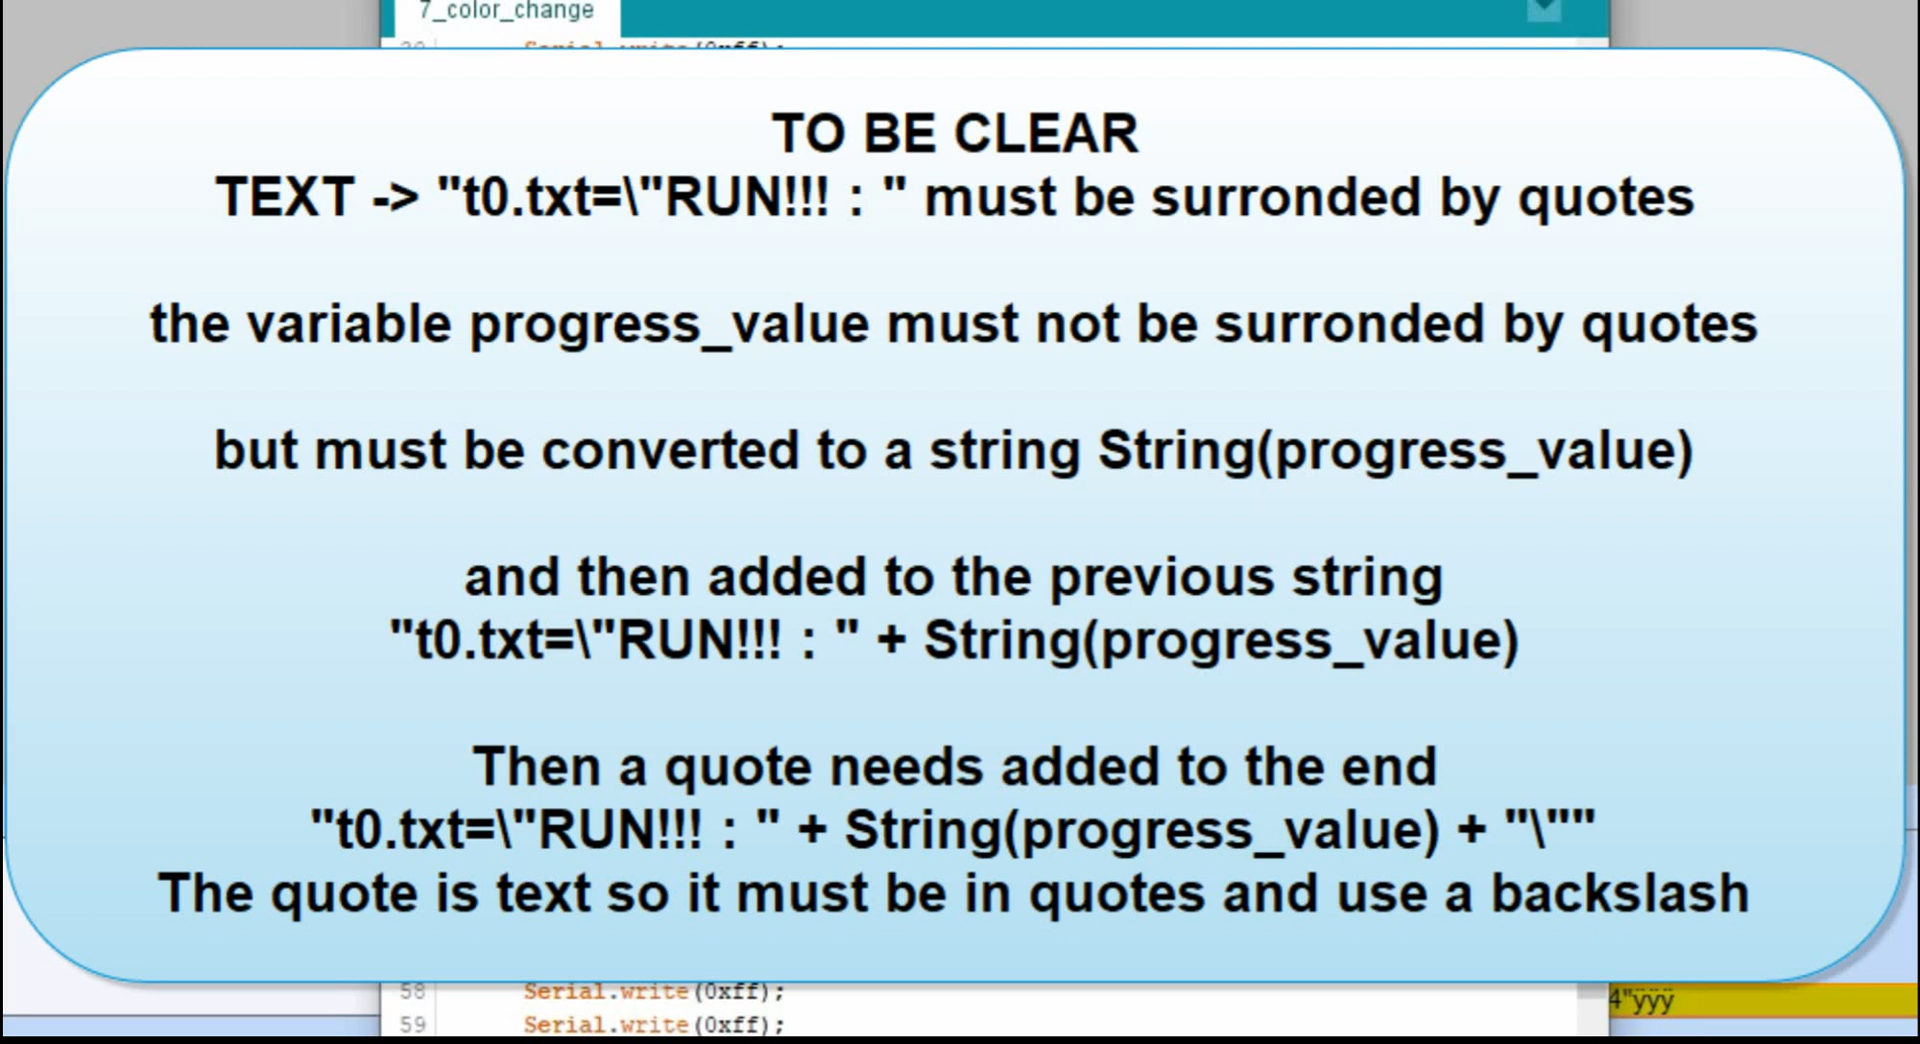 7_color_change
TO BE CLEAR
TEXT -> "t0.txt=\"RUN!!! : " must be surronded by quotes
the variable progress_value must not be surronded by quotes
but must be converted to a string String(progress_value)
and then added to the previous string
"t0.txt=\"RUN!!! : " + String(progress_value)
Then a quote needs added to the end
"t0.txt=\"RUN!!! : " + String(progress_value) + "\""
The quote is text so it must be in quotes and use a backslash
58 Serial.write(0xff);
4"ÿÿÿ
59 Serial.write(0xff);